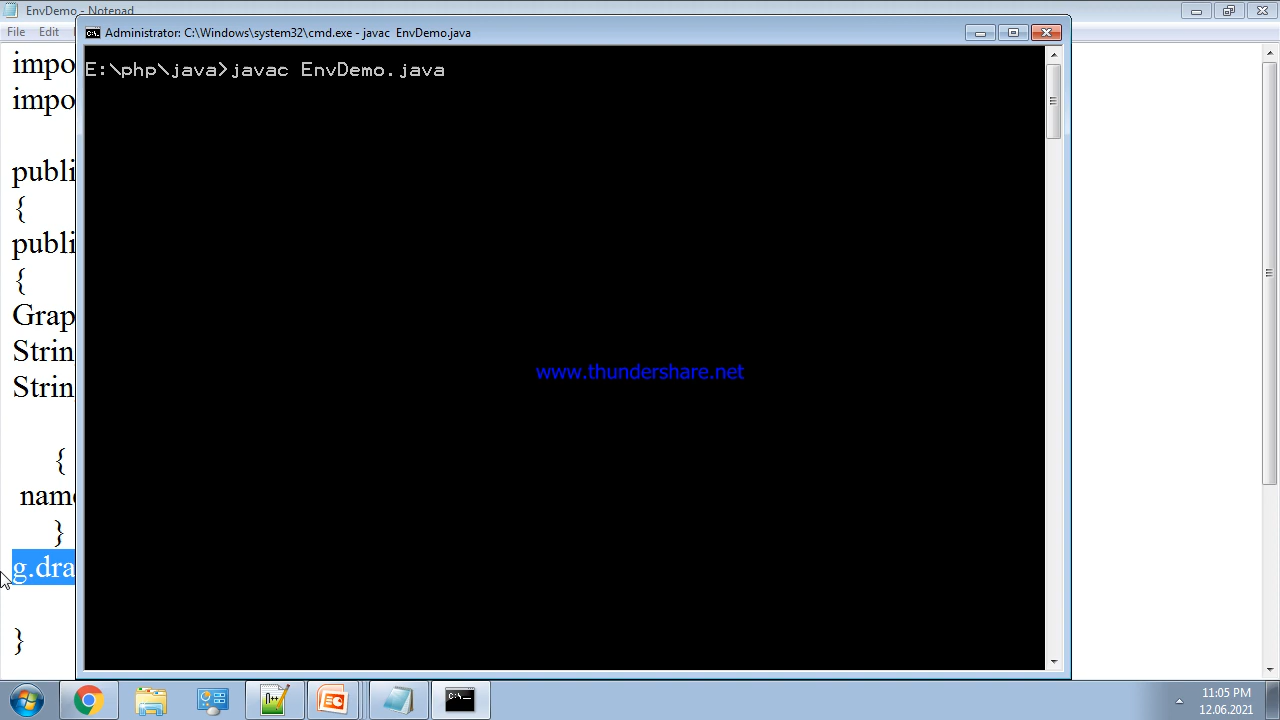 EnvDemo - Notepad
File Edit
Administrator: C:\Windows\system32\cmd.exe - javac EnvDemo.java
E:\php\java>javac EnvDemo.java
impo
impo
publi
{
publi
{
Grap
Strin
Strin
{
name
}
g.dra
}
www.thundershare.net
11:05 PM
12.06.2021